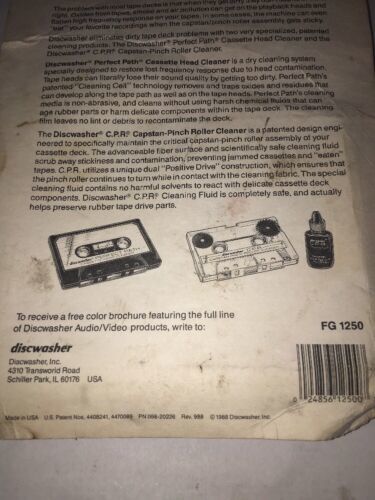 The problem with most tape decks is that when they get dirty, they
right. Oxides from tapes, smoke and air pollution can get on the playback heads and
flatten high frequency response on your tapes. In some cases, the machine can even
"eat" your favorite recordings when the capstan/pinch roller assembly gets sticky.
Discwasher eliminates dirty tape deck problems with two very specialized, patented
cleaning products. The Discwasher® Perfect Path® Cassette Head Cleaner and the
Discwasher® C.P.R® Capstan-Pinch Roller Cleaner.
Discwasher® Perfect Path® Cassette Head Cleaner is a dry cleaning system
specially designed to restore lost frequency response due to head contamination.
Tape heads can literally lose their sound quality by getting too dirty. Perfect Path's
patented "Cleaning Cell" technology removes and traps oxides and residues that
can develop along the tape path as well as on the tape heads. Perfect Path's cleaning
media is non-abrasive, and cleans without using harsh chemical fluids that can
age rubber parts or harm delicate components within the tape deck. The cleaning
film leaves no lint or debris to recontaminate the deck.
The Discwasher® C.P.R.® Capstan-Pinch Roller Cleaner is a patented design engi-
neered to specifically maintain the critical capstan-pinch roller assembly of your
cassette deck. The advanceable fiber surface and scientifically safe cleaning fluid
scrub away stickiness and contamination, preventing jammed cassettes and "eaten"
tapes. C.P.R. utilizes a unique dual "Positive Drive" construction, which ensures that
the pinch roller continues to turn while in contact with the cleaning fabric. The special
cleaning fluid contains no harmful solvents to react with delicate cassette deck
components. Discwasher® C.P.R.® Cleaning Fluid is completely safe, and actually
helps preserve rubber tape drive parts.
discwasher PERFECT PATH
discwasher
C.P.R.
To receive a free color brochure featuring the full line
of Discwasher Audio/Video products, write to:
FG 1250
discwasher
Discwasher, Inc.
4310 Transworld Road
Schiller Park, IL 60176 USA
0 24856 12500
Made in USA U.S. Patent Nos. 4408241, 4470089 PN 066-20226 Rev. 988 © 1988 Discwasher, Inc.